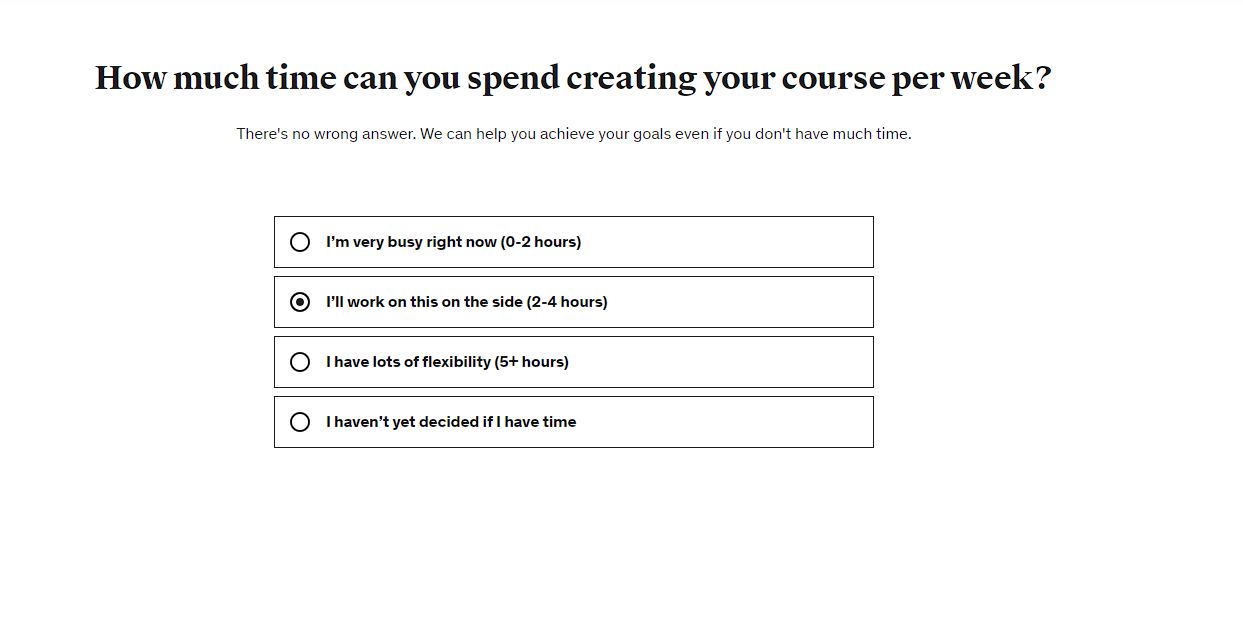 How much time can you spend creating your course per week?
There's no wrong answer. We can help you achieve your goals even if you don't have much time.
I’m very busy right now (0-2 hours)
I’ll work on this on the side (2-4 hours)
I have lots of flexibility (5+ hours)
I haven’t yet decided if I have time